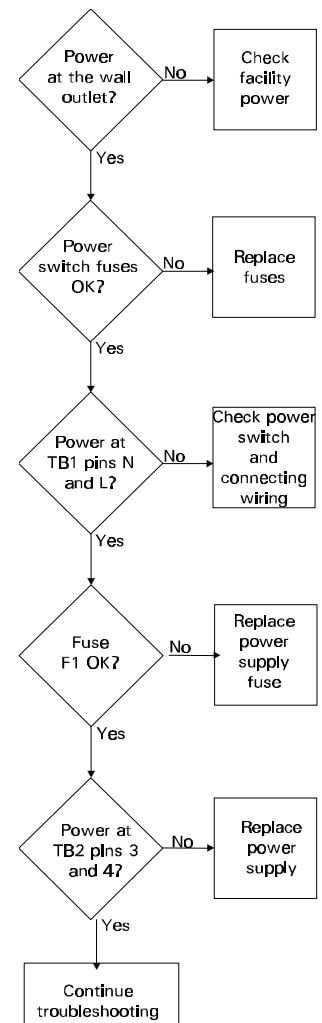 Power
at the wall
outlet?
No
Check
facility
power
Yes
Power
switch fuses
OK?
No
Replace
fuses
Yes
Power at
TB1 pins N
and L?
No
Check power
switch
and
connecting
wiring
Yes
Fuse
F1 OK?
No
Replace
power
supply
fuse
Yes
Power at
TB2 pins 3
and 4?
No
Replace
power
supply
Yes
Continue
troubleshooting